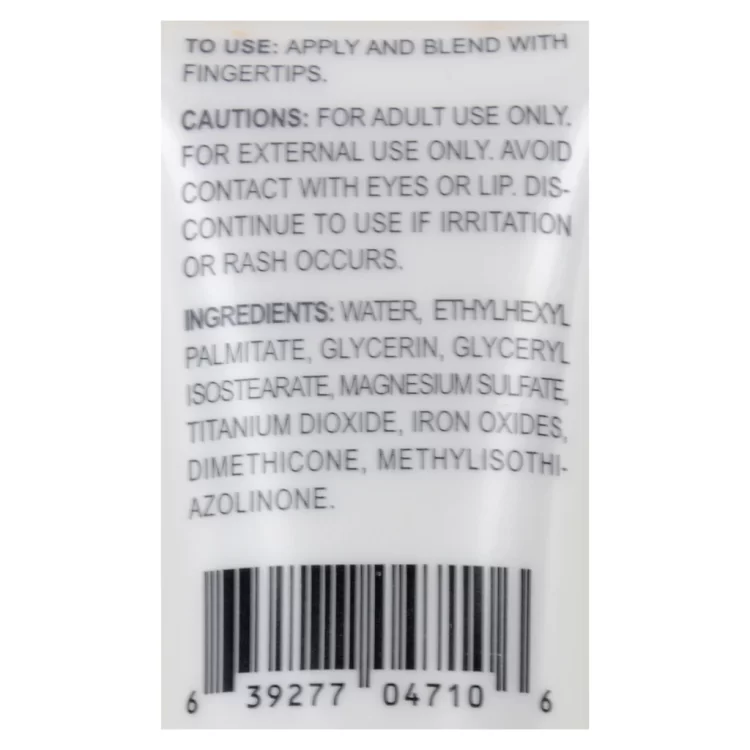 TO USE: APPLY AND BLEND WITH
FINGERTIPS.
CAUTIONS: FOR ADULT USE ONLY.
FOR EXTERNAL USE ONLY. AVOID
CONTACT WITH EYES OR LIP. DIS-
CONTINUE TO USE IF IRRITATION
OR RASH OCCURS.
INGREDIENTS: WATER, ETHYLHEXYL
PALMITATE, GLYCERIN, GLYCERYL
ISOSTEARATE, MAGNESIUM SULFATE,
TITANIUM DIOXIDE, IRON OXIDES,
DIMETHICONE, METHYLISOTHI-
AZOLINONE.
6 39277 04710 6